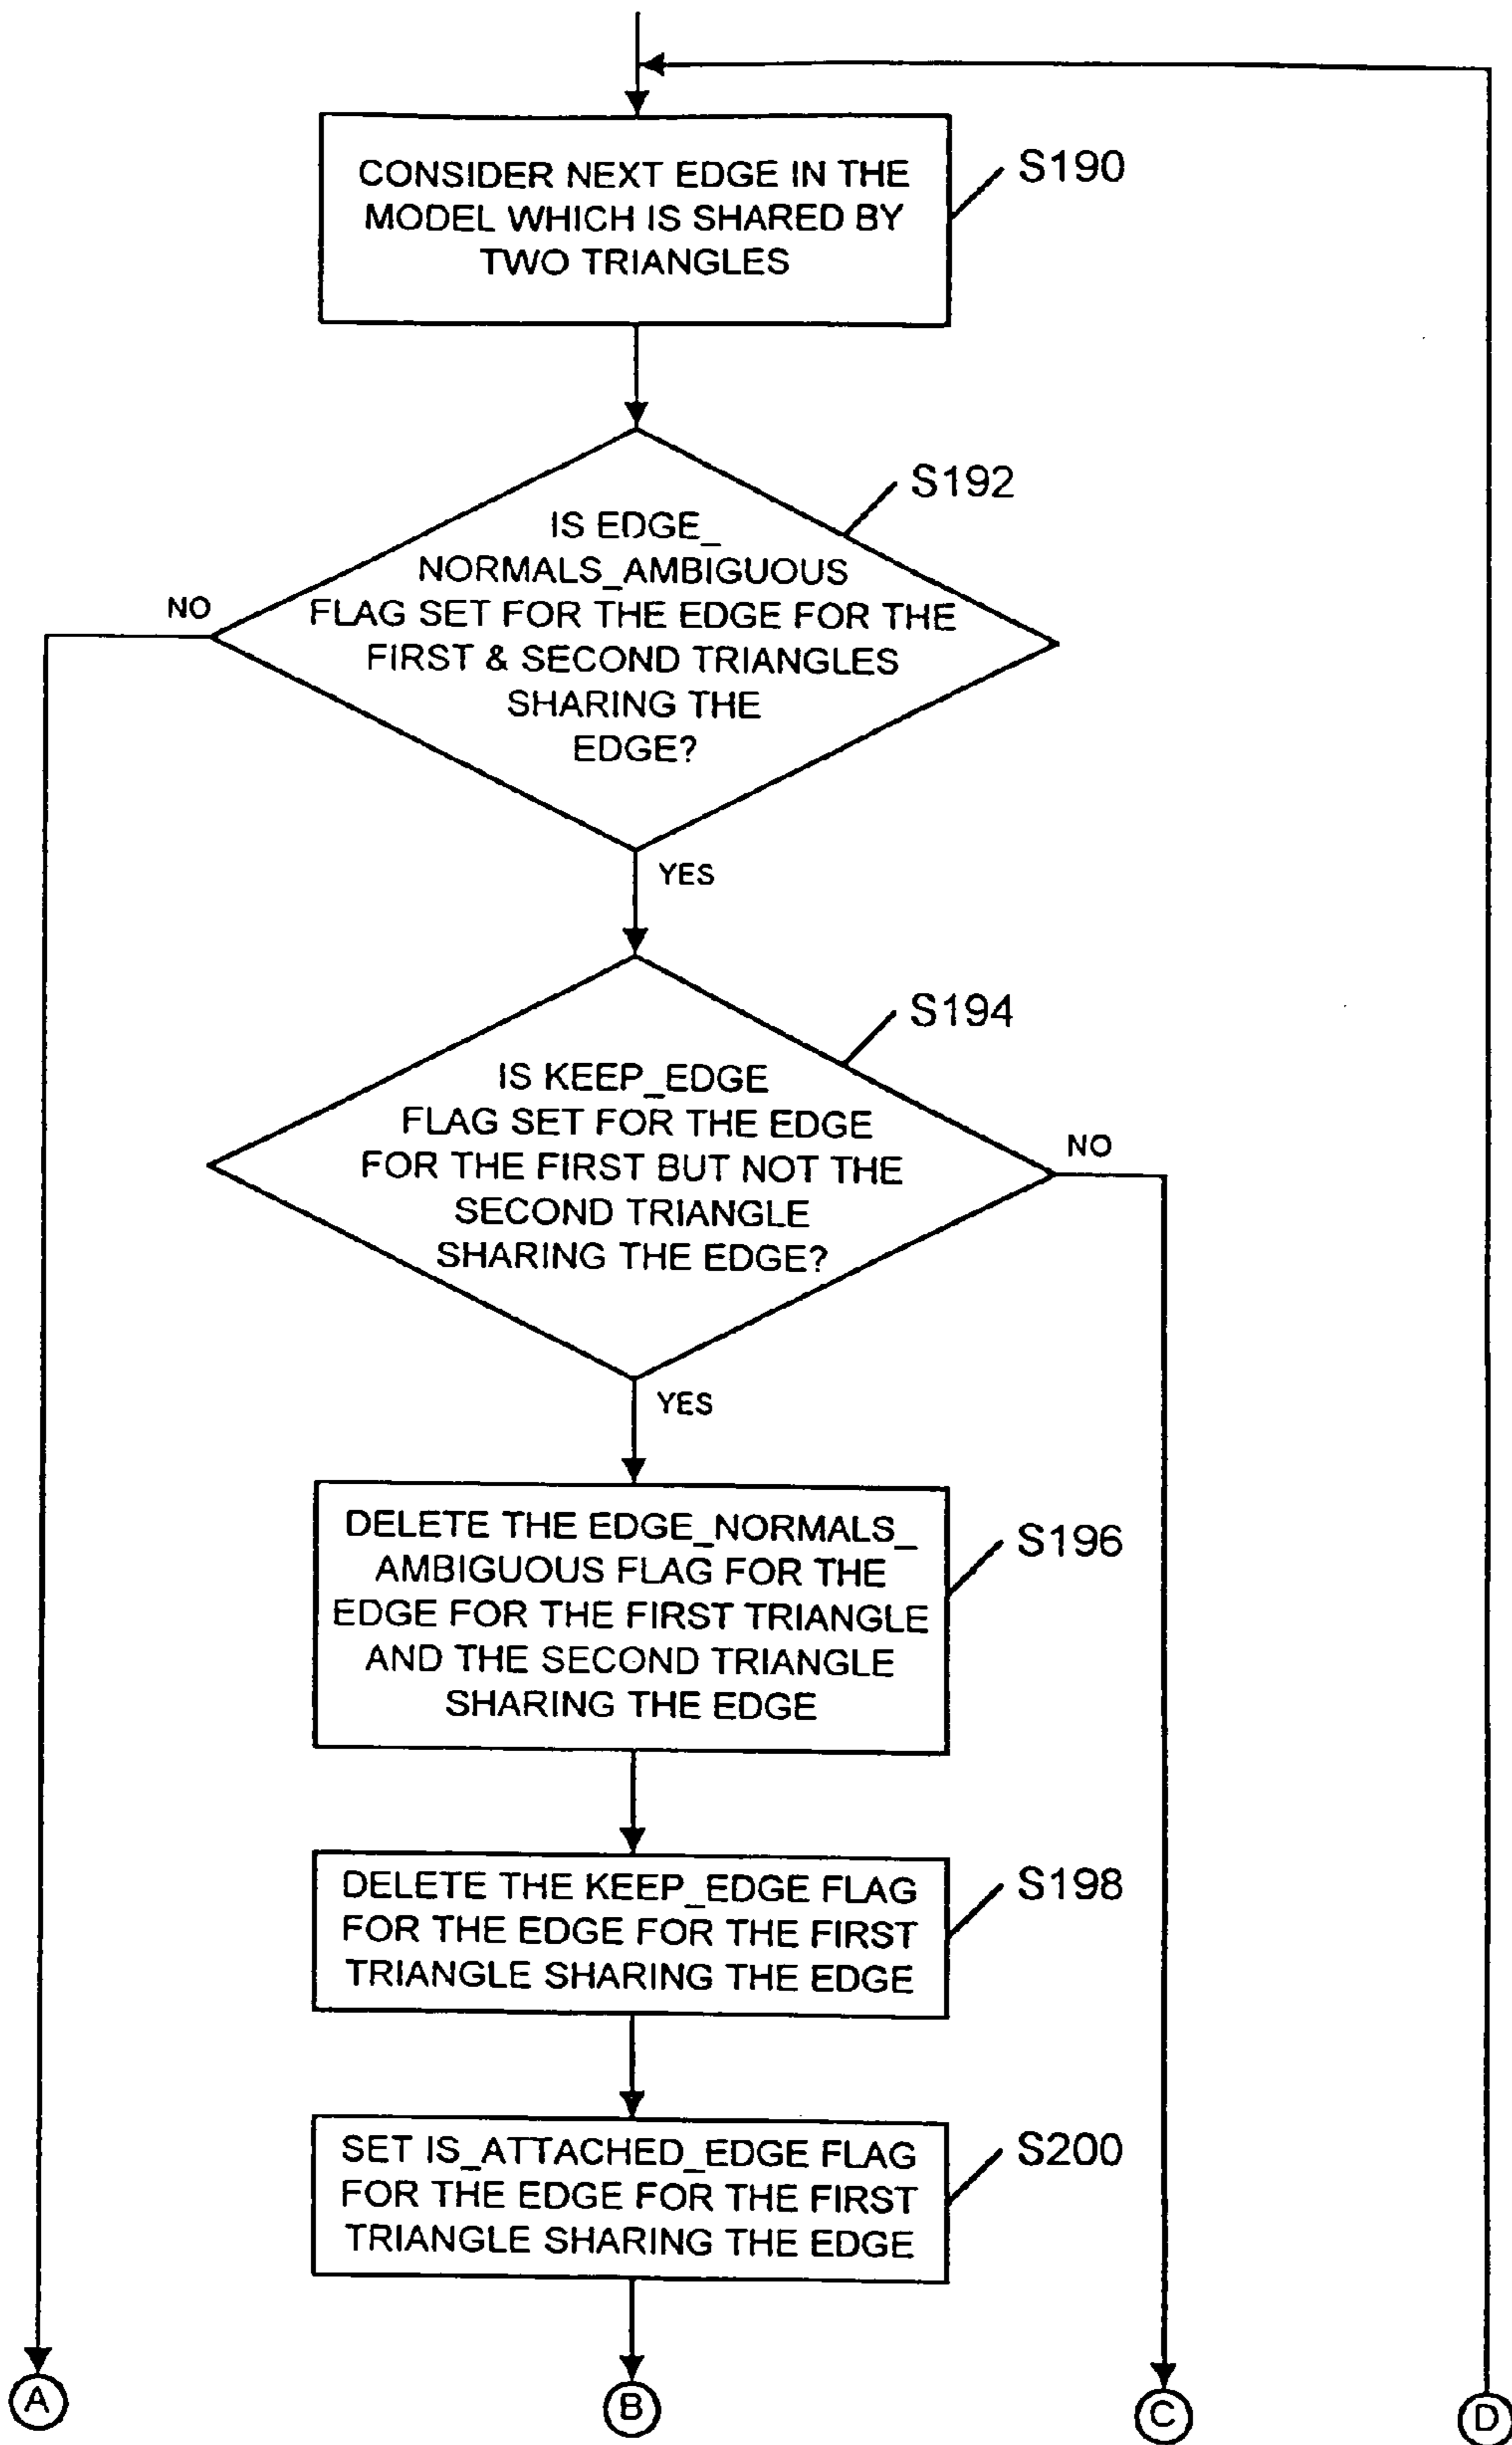 CONSIDER NEXT EDGE IN THE
MODEL WHICH IS SHARED BY
TWO TRIANGLES
S190
IS EDGE_
NORMALS_AMBIGUOUS
FLAG SET FOR THE EDGE FOR THE
FIRST & SECOND TRIANGLES
SHARING THE
EDGE?
S192
NO
YES
IS KEEP_EDGE
FLAG SET FOR THE EDGE
FOR THE FIRST BUT NOT THE
SECOND TRIANGLE
SHARING THE EDGE?
S194
NO
YES
DELETE THE EDGE_NORMALS_
AMBIGUOUS FLAG FOR THE
EDGE FOR THE FIRST TRIANGLE
AND THE SECOND TRIANGLE
SHARING THE EDGE
S196
DELETE THE KEEP_EDGE FLAG
FOR THE EDGE FOR THE FIRST
TRIANGLE SHARING THE EDGE
S198
SET IS_ATTACHED_EDGE FLAG
FOR THE EDGE FOR THE FIRST
TRIANGLE SHARING THE EDGE
S200
A
B
C
D